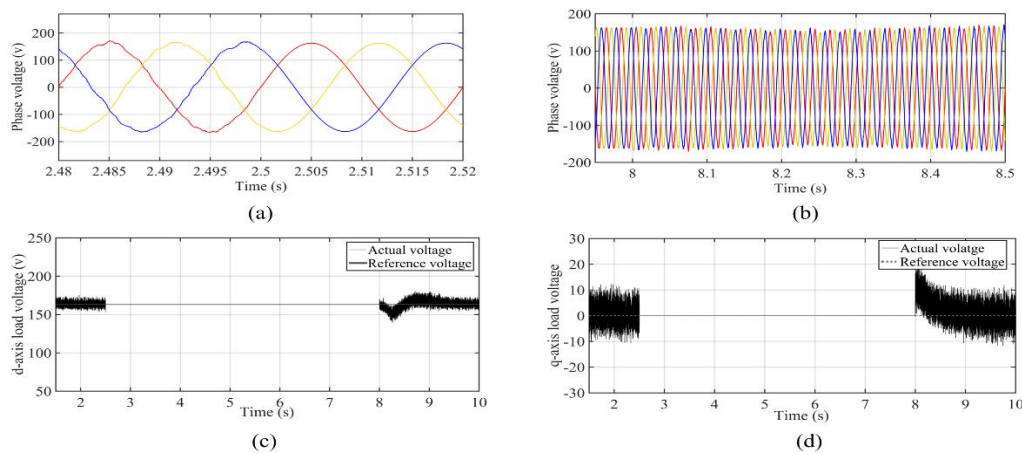 200
100
0
-100
-200
Phase volatge (v)
2.48 2.485 2.49 2.495 2.5 2.505 2.51 2.515 2.52
Time (s)
(a)
200
100
0
-100
-200
Phase volatge (v)
8 8.1 8.2 8.3 8.4 8.5
Time (s)
(b)
250
200
150
100
50
d-axis load voltage (v)
Actual voltage
Reference voltage
2 3 4 5 6 7 8 9 10
Time (s)
(c)
30
20
10
0
-10
-20
-30
q-axis load voltage
Actual volatge
Reference voltage
2 3 4 5 6 7 8 9 10
Time (s)
(d)